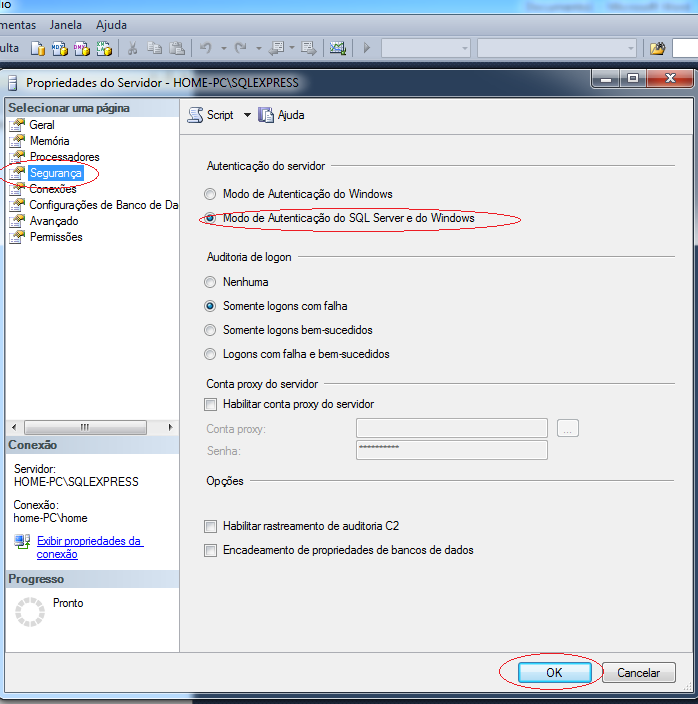 io
mentas Janela Ajuda
ulta MDX DMX XMLA
Propriedades do Servidor - HOME-PC\SQLEXPRESS
Selecionar uma página
Geral
Memória
Processadores
Segurança
Conexões
Configurações de Banco de Da
Avançado
Permissões
Script Ajuda
Autenticação do servidor
Modo de Autenticação do Windows
Modo de Autenticação do SQL Server e do Windows
Auditoria de logon
Nenhuma
Somente logons com falha
Somente logons bem-sucedidos
Logons com falha e bem-sucedidos
Conta proxy do servidor
Habilitar conta proxy do servidor
Conta proxy:
...
Senha:
**********
Opções
Habilitar rastreamento de auditoria C2
Encadeamento de propriedades de bancos de dados
Conexão
Servidor:
HOME-PC\SQLEXPRESS
Conexão:
home-PC\home
Exibir propriedades da
conexão
Progresso
Pronto
OK Cancelar